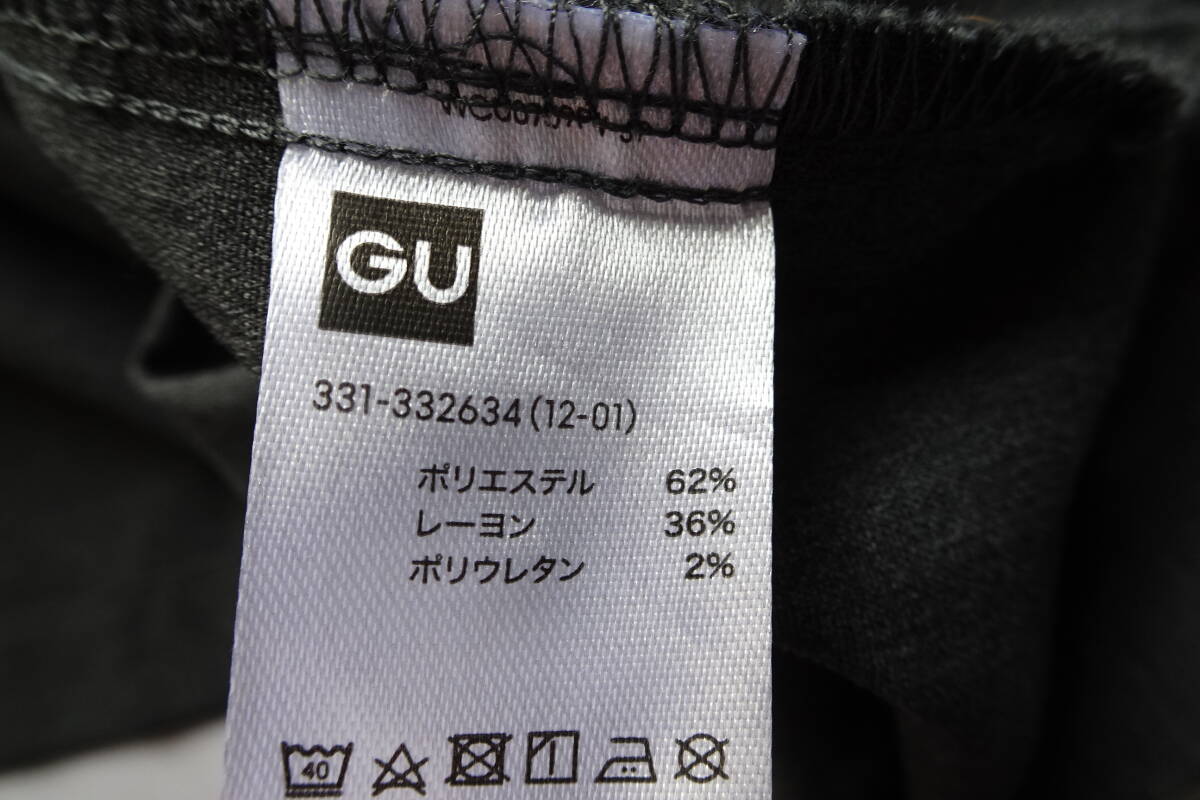 GU
331-332634(12-01)
ポリエステル 62%
レーヨン 36%
ポリウレタン 2%
40